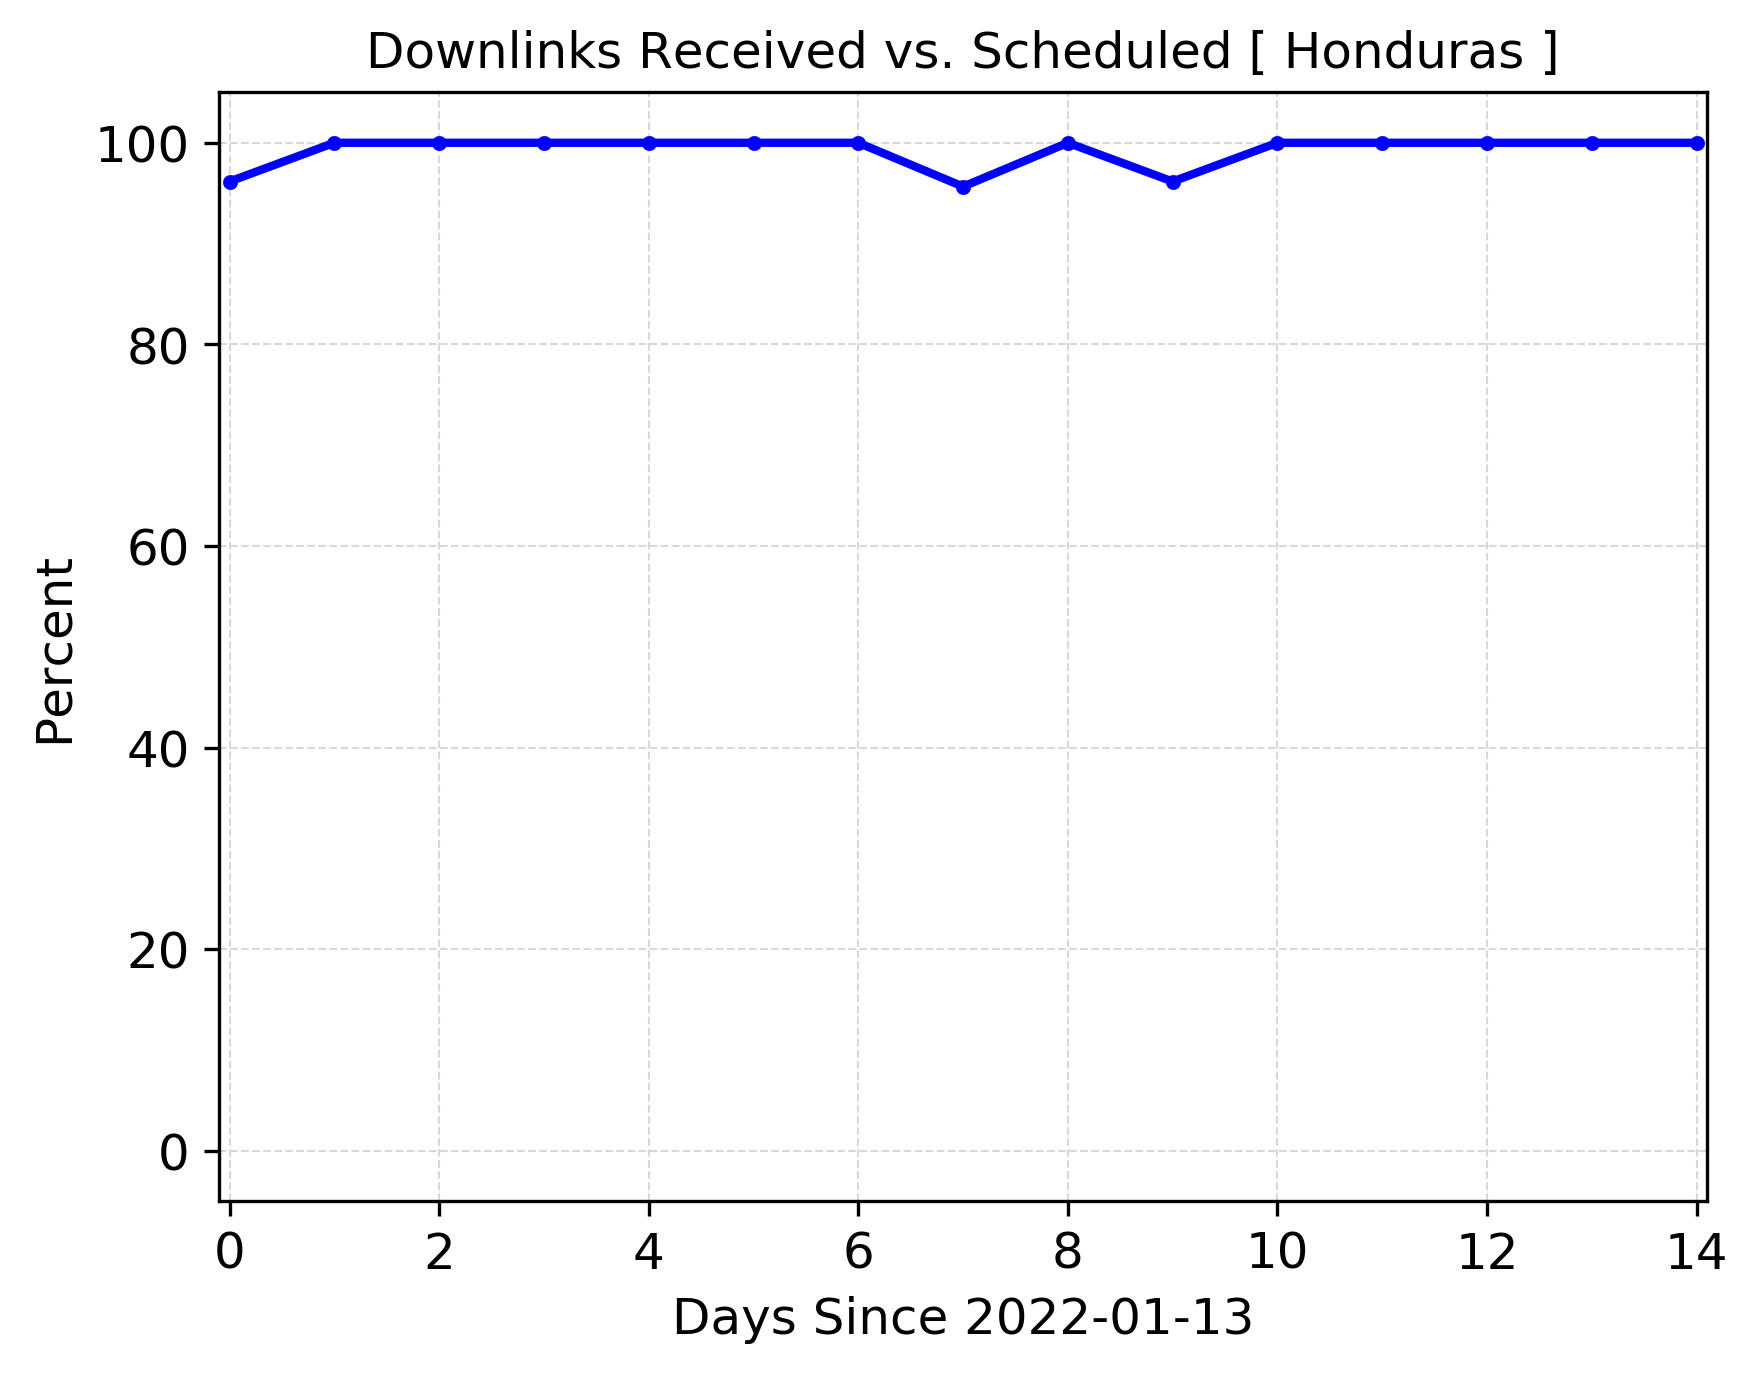 Downlinks Received vs. Scheduled [ Honduras ]
100
80
60
40
20
0
Percent
0 2 4 6 8 10 12 14
Days Since 2022-01-13